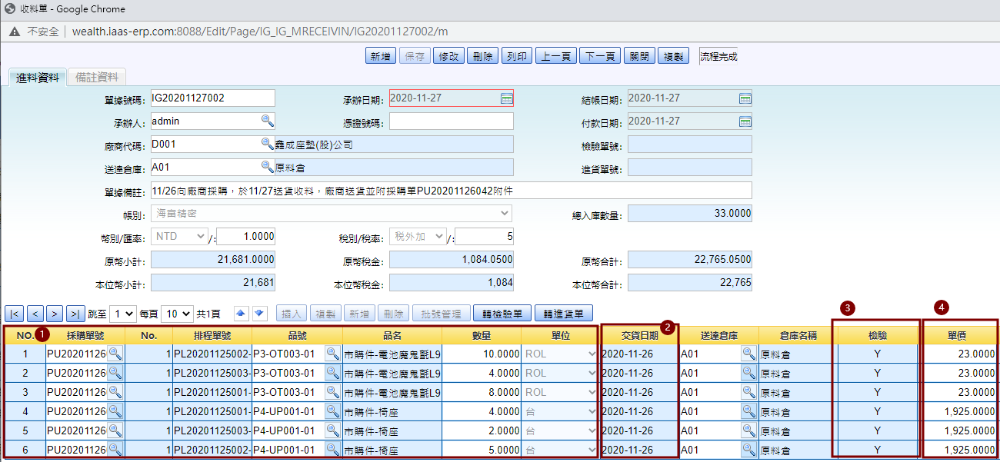 收料單 - Google Chrome
不安全 wealth.iaas-erp.com:8088/Edit/Page/IG_IG_MRECEIVIN/IG20201127002/m
新增 保存 修改 刪除 列印 上一頁 下一頁 關閉 複製 流程完成
進料資料 備註資料
單據號碼: IG20201127002 承辦日期: 2020-11-27 結帳日期: 2020-11-27
承辦人: admin 憑證號碼: 付款日期: 2020-11-27
廠商代碼: D001 鑫成座墊(股)公司 檢驗單號:
送達倉庫: A01 原料倉 進貨單號:
單據備註: 11/26向廠商採購，於11/27送貨收料，廠商送貨並附採購單PU20201126042附件
帳別: 海富精密 總入庫數量: 33.0000
幣別/匯率: NTD /: 1.0000 稅別/稅率: 稅外加 /: 5
原幣小計: 21,681.0000 原幣稅金: 1,084.0500 原幣合計: 22,765.0500
本位幣小計: 21,681 本位幣稅金: 1,084 本位幣合計: 22,765
|< < > >| 跳至 1 每頁 10 共1頁 插入 複製 新增 刪除 批號管理 轉檢驗單 轉進貨單
3 4
NO. 1 採購單號 No. 排程單號 品號 品名 數量 單位 交貨日期 2 送達倉庫 倉庫名稱 檢驗 單價
1 PU20201126 1 PL20201125002- P3-OT003-01 市購件-電池魔鬼氈L9 10.0000 ROL 2020-11-26 A01 原料倉 Y 23.0000
2 PU20201126 1 PL20201125003- P3-OT003-01 市購件-電池魔鬼氈L9 4.0000 ROL 2020-11-26 A01 原料倉 Y 23.0000
3 PU20201126 1 PL20201125001- P3-OT003-01 市購件-電池魔鬼氈L9 8.0000 ROL 2020-11-26 A01 原料倉 Y 23.0000
4 PU20201126 1 PL20201125001- P4-UP001-01 市購件-椅座 4.0000 台 2020-11-26 A01 原料倉 Y 1,925.0000
5 PU20201126 1 PL20201125003- P4-UP001-01 市購件-椅座 2.0000 台 2020-11-26 A01 原料倉 Y 1,925.0000
6 PU20201126 1 PL20201125002- P4-UP001-01 市購件-椅座 5.0000 台 2020-11-26 A01 原料倉 Y 1,925.0000